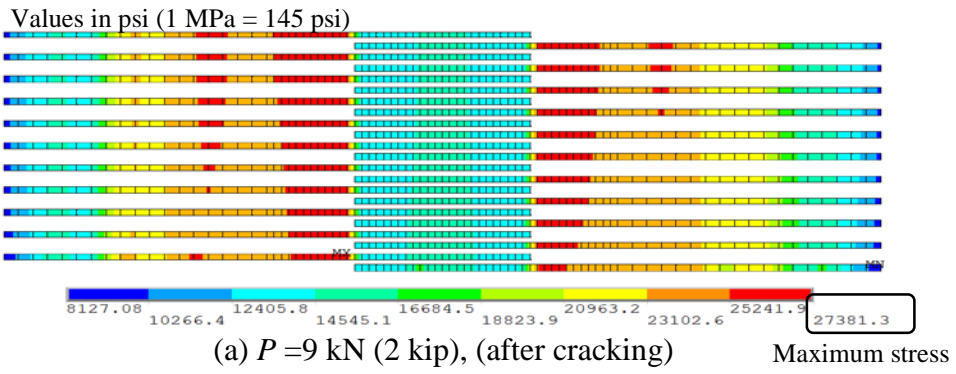 Values in psi (1 MPa = 145 psi)
MX
MN
8127.08 12405.8 16684.5 20963.2 25241.9
10266.4 14545.1 18823.9 23102.6 27381.3
(a) P =9 kN (2 kip), (after cracking) Maximum stress